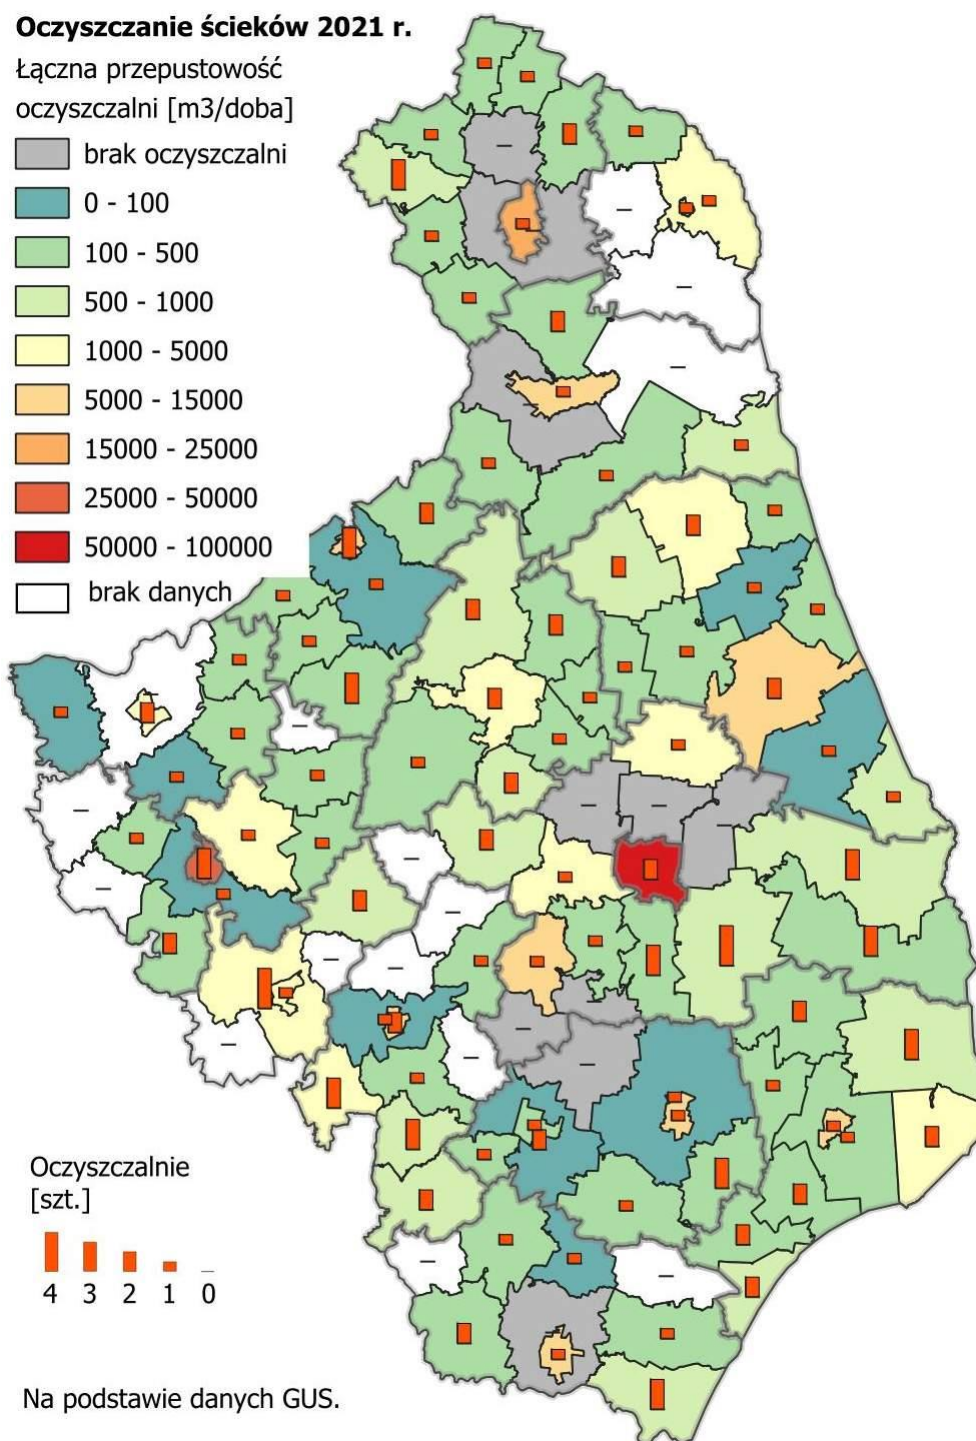 Oczyszczanie ścieków 2021 r.
Łączna przepustowość
oczyszczalni [m3/doba]
brak oczyszczalni
0 - 100
100 - 500
500 - 1000
1000 - 5000
5000 - 15000
15000 - 25000
25000 - 50000
50000 - 100000
brak danych
Oczyszczalnie
[szt.]
4 3 2 1 0
Na podstawie danych GUS.